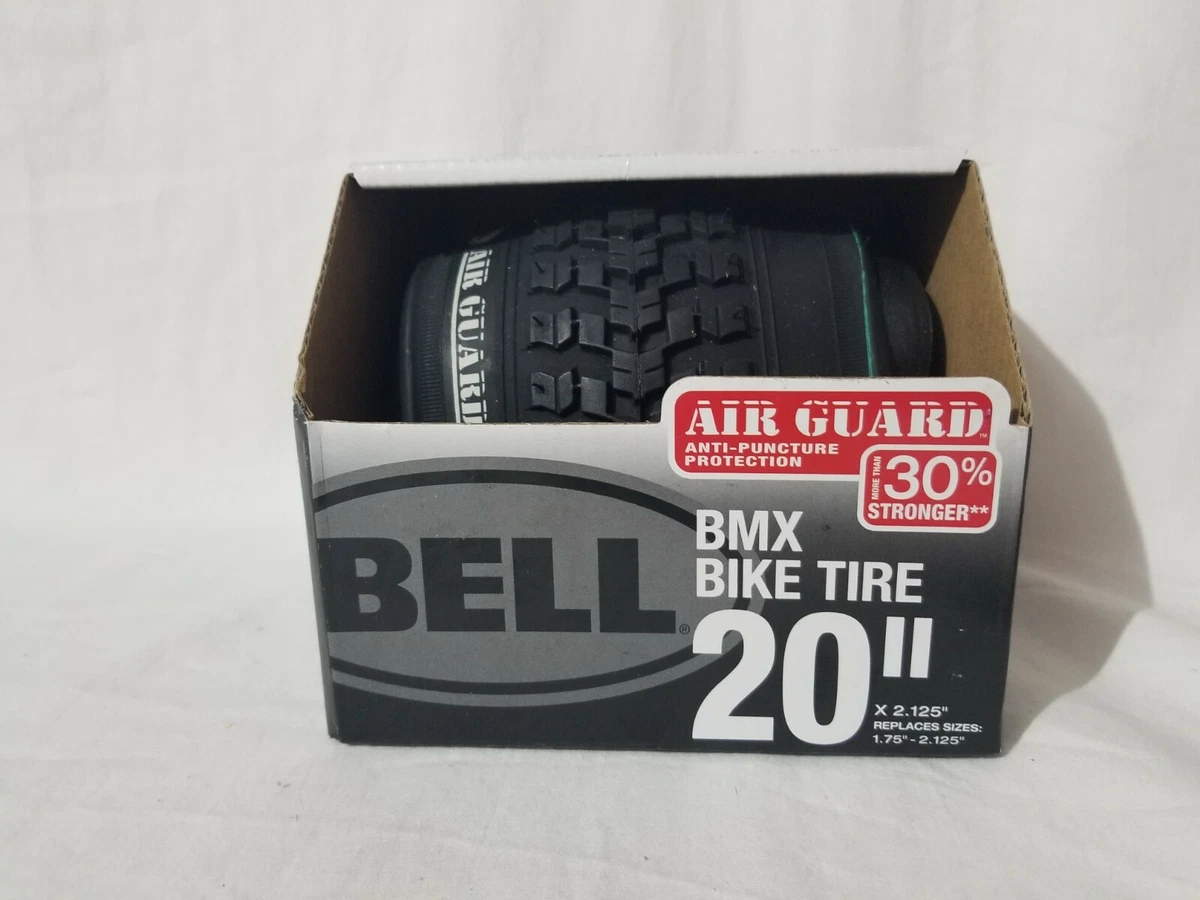 AIR GUARD
AIR GUARD™
ANTI-PUNCTURE
PROTECTION
MORE THAN
30%
STRONGER**
BELL®
BMX
BIKE TIRE
20"
X 2.125"
REPLACES SIZES:
1.75" - 2.125"